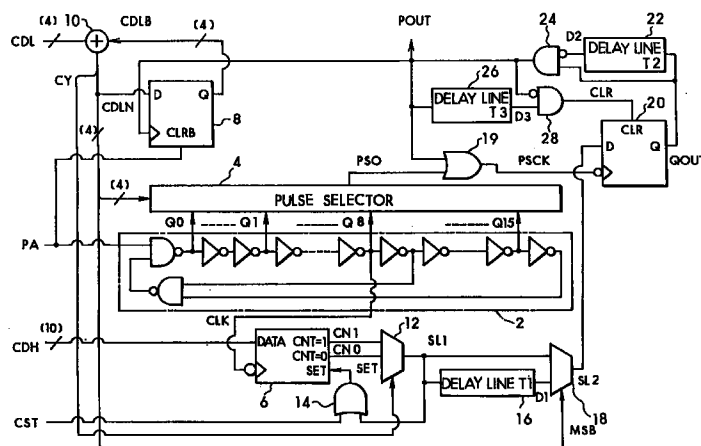 10 CDLB (4) POUT 24 22
CDL (4) + D2 DELAY LINE T2
CY 26 CLR 20
CDLN D Q DELAY LINE T3 D3 CLR
(4) CLRB 8 28 D Q
19 QOUT
4 PSO PSCK
(4) PULSE SELECTOR
Q0 Q1 Q8 Q15
PA
CLK 12 2
(10) CN1 SL1
CDH DATA CNT=1 CN0
CNT=0 SL2
SET SET DELAY LINE T1 D1
6 14 16 18
CST MSB